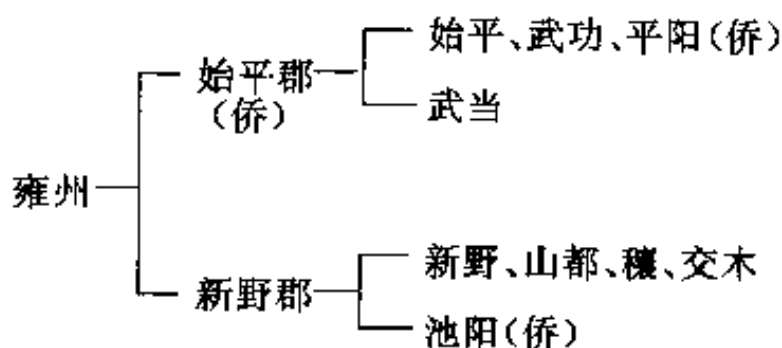 始平、武功、平阳(侨)
始平郡
(侨)
武当
雍州
新野、山都、穰、交木
新野郡
池阳(侨)